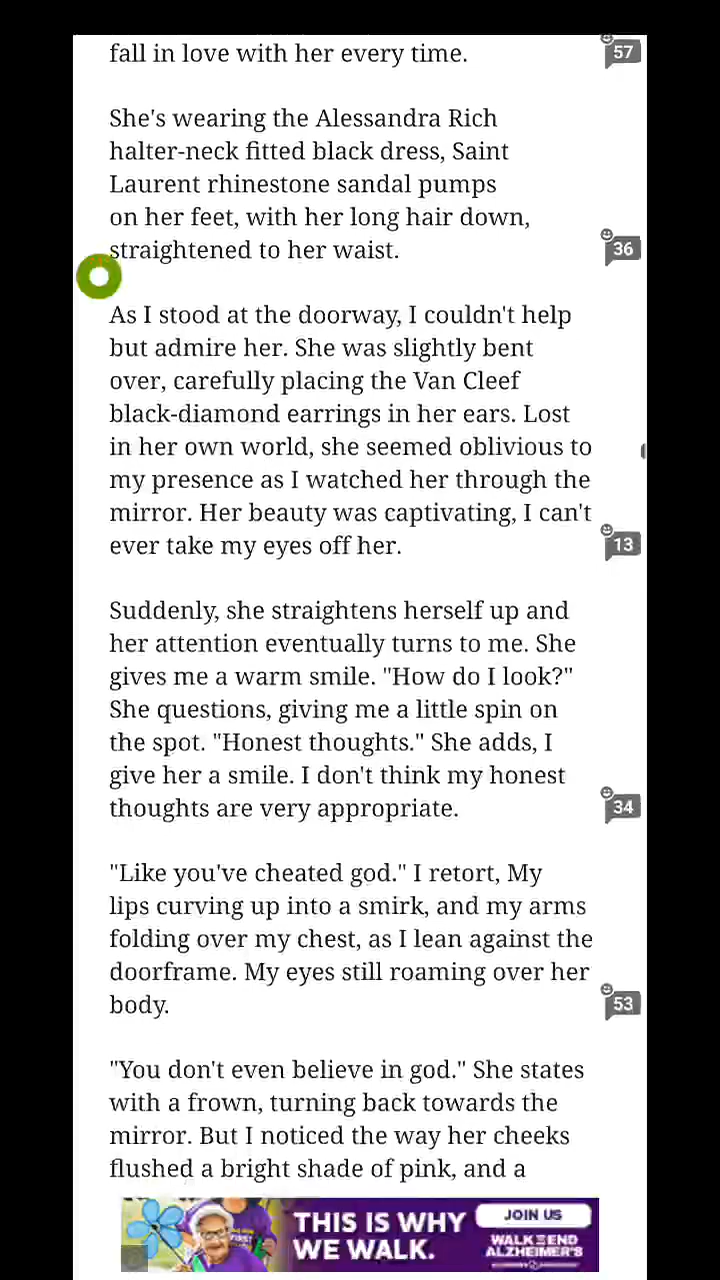 fall in love with her every time.
57
She's wearing the Alessandra Rich
halter-neck fitted black dress, Saint
Laurent rhinestone sandal pumps
on her feet, with her long hair down,
straightened to her waist.
36
As I stood at the doorway, I couldn't help
but admire her. She was slightly bent
over, carefully placing the Van Cleef
black-diamond earrings in her ears. Lost
in her own world, she seemed oblivious to
my presence as I watched her through the
mirror. Her beauty was captivating, I can't
ever take my eyes off her.
13
Suddenly, she straightens herself up and
her attention eventually turns to me. She
gives me a warm smile. "How do I look?"
She questions, giving me a little spin on
the spot. "Honest thoughts." She adds, I
give her a smile. I don't think my honest
thoughts are very appropriate.
34
"Like you've cheated god." I retort, My
lips curving up into a smirk, and my arms
folding over my chest, as I lean against the
doorframe. My eyes still roaming over her
body.
53
"You don't even believe in god." She states
with a frown, turning back towards the
mirror. But I noticed the way her cheeks
flushed a bright shade of pink, and a
THIS IS WHY
WE WALK.
JOIN US
WALK TO END
ALZHEIMER'S